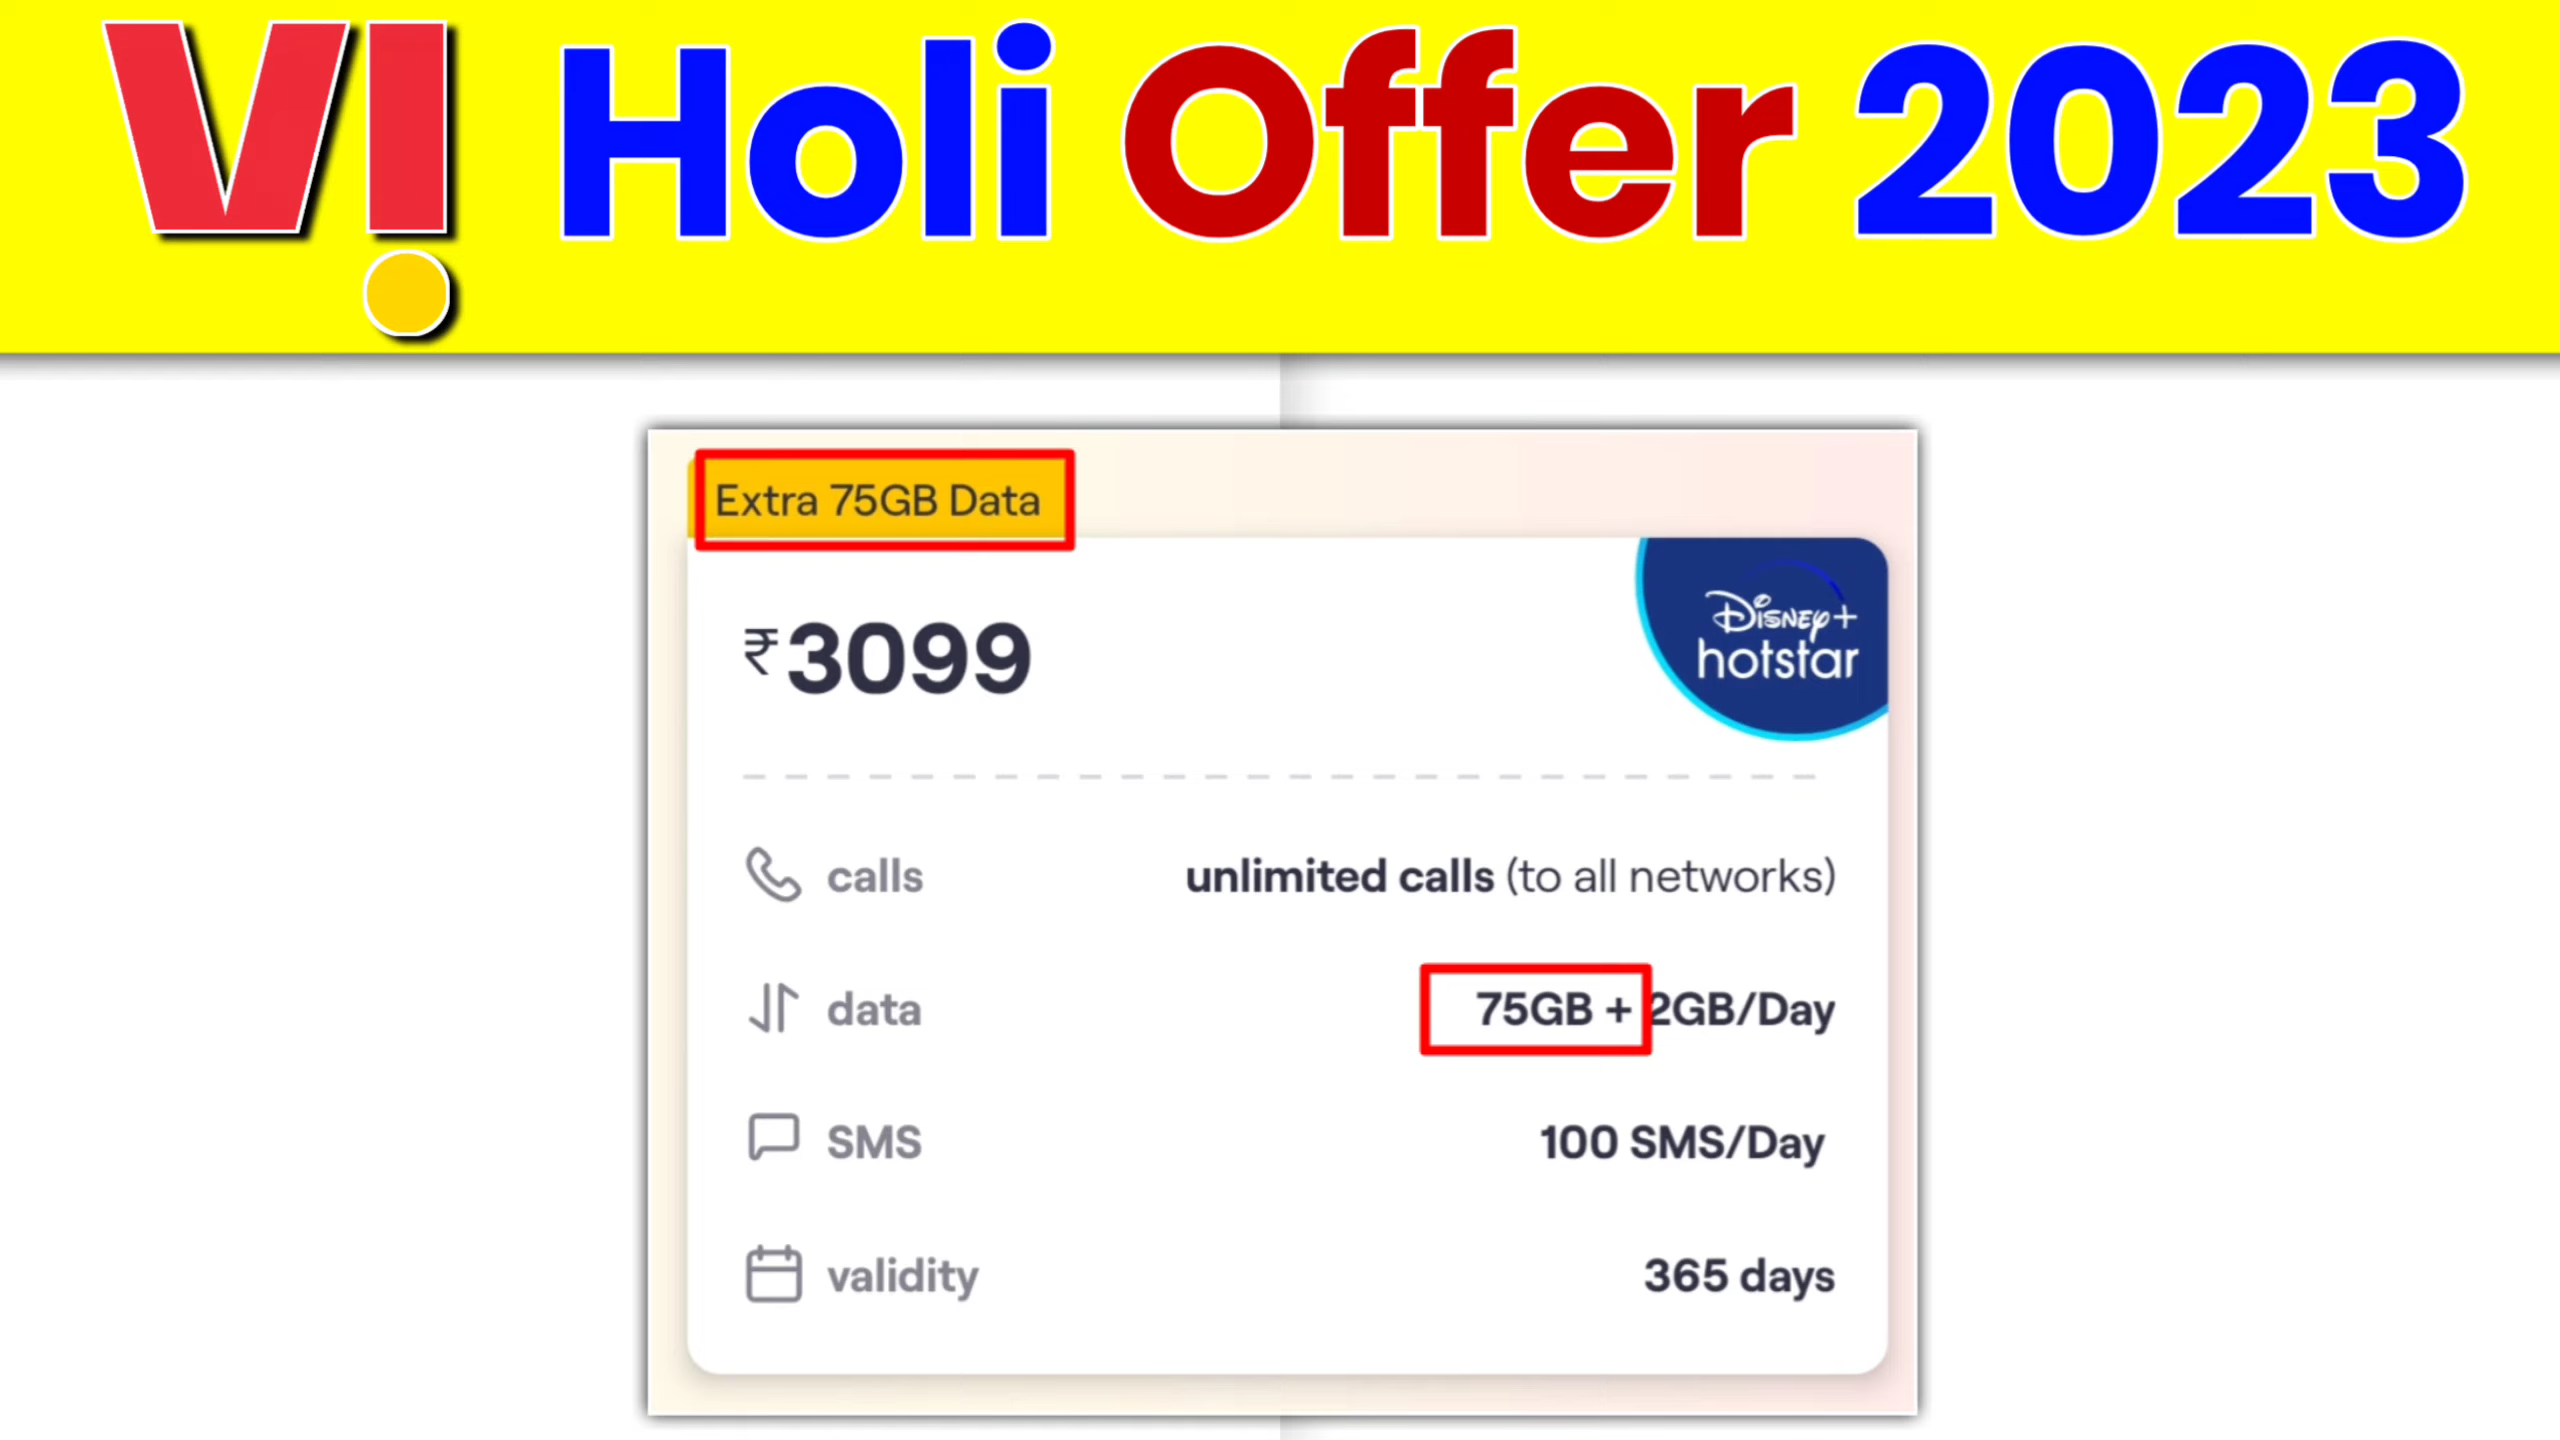 VI Holi Offer 2023
Extra 75GB Data
₹3099
Disney+
hotstar
calls unlimited calls (to all networks)
data 75GB + 2GB/Day
SMS 100 SMS/Day
validity 365 days